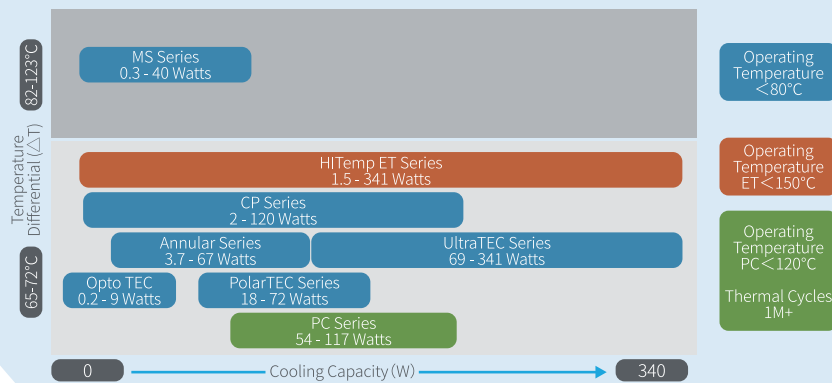 Temperature
Differential (△T)
82-123°C
65-72°C
MS Series
0.3 - 40 Watts
HITemp ET Series
1.5 - 341 Watts
CP Series
2 - 120 Watts
Annular Series
3.7 - 67 Watts
UltraTEC Series
69 - 341 Watts
Opto TEC
0.2 - 9 Watts
PolarTEC Series
18 - 72 Watts
PC Series
54 - 117 Watts
0
Cooling Capacity (W)
340
Operating
Temperature
＜80°C
Operating
Temperature
ET＜150°C
Operating
Temperature
PC＜120°C
Thermal Cycles
1M+